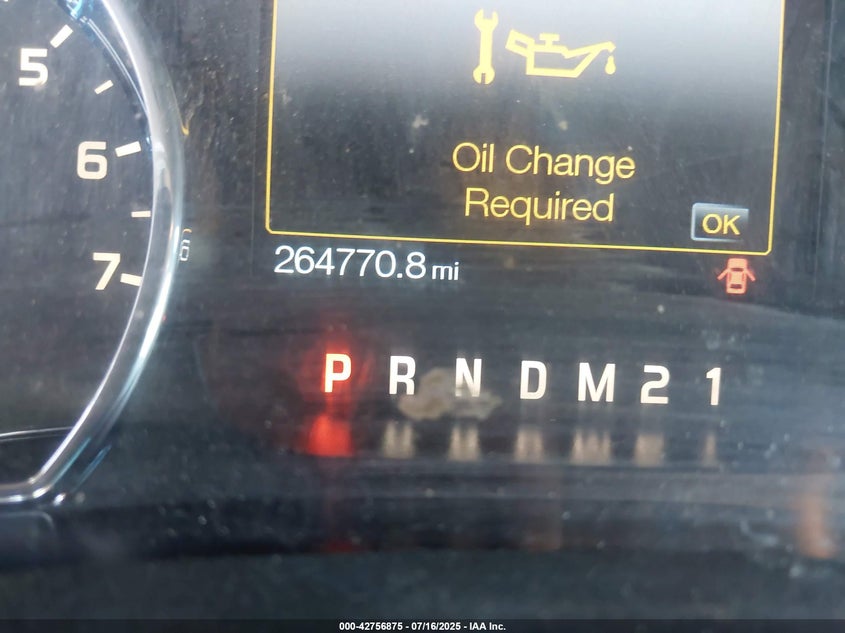 5
6
7
6
Oil Change
Required
OK
264770.8 mi
P R N D M 2 1
000-42756875 - 07/16/2025 - IAA Inc.